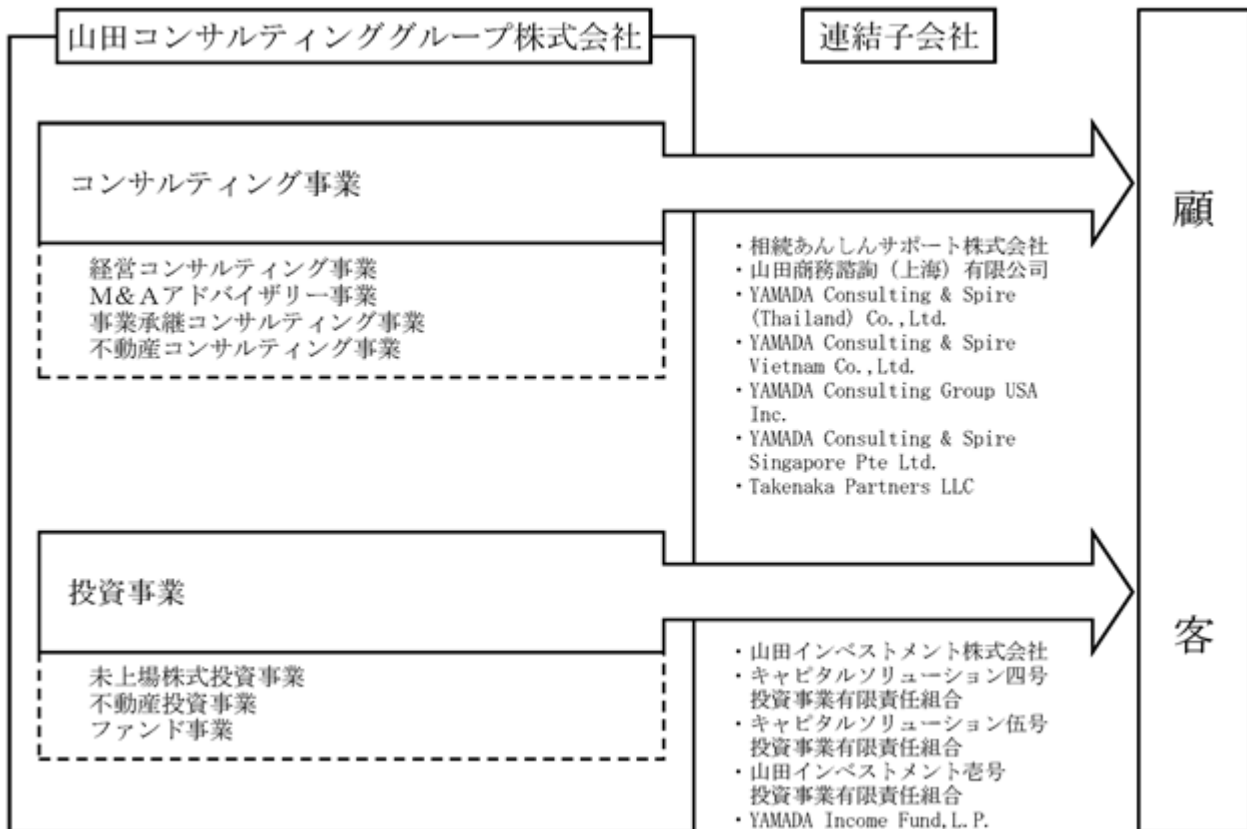 山田コンサルティンググループ株式会社
連結子会社
コンサルティング事業
経営コンサルティング事業
M&Aアドバイザリー事業
事業承継コンサルティング事業
不動産コンサルティング事業
・相続あんしんサポート株式会社
・山田商務諮詢（上海）有限公司
・YAMADA Consulting & Spire
(Thailand) Co.,Ltd.
・YAMADA Consulting & Spire
Vietnam Co.,Ltd.
・YAMADA Consulting Group USA
Inc.
・YAMADA Consulting & Spire
Singapore Pte Ltd.
・Takenaka Partners LLC
投資事業
未上場株式投資事業
不動産投資事業
ファンド事業
・山田インベストメント株式会社
・キャピタルソリューション四号
投資事業有限責任組合
・キャピタルソリューション伍号
投資事業有限責任組合
・山田インベストメント壱号
投資事業有限責任組合
・YAMADA Income Fund,L.P.
顧
客